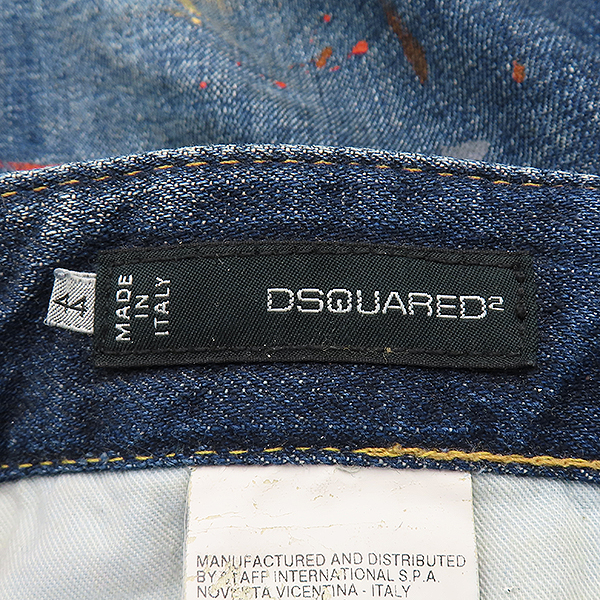 44
MADE
IN
ITALY
DSQUARED2
MANUFACTURED AND DISTRIBUTED
BY STAFF INTERNATIONAL S.P.A.
NOVENTA VICENTINA - ITALY